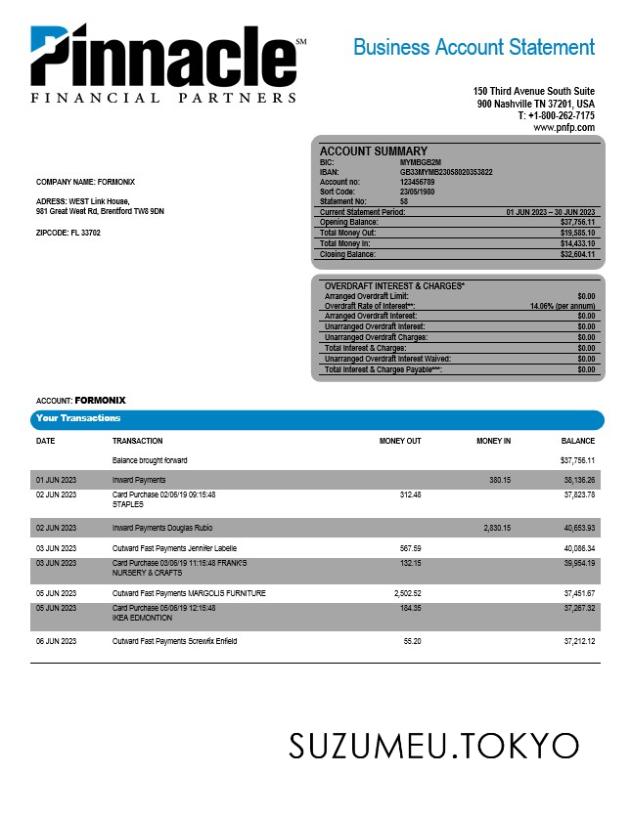 Pinnacle SM
FINANCIAL PARTNERS
Business Account Statement
150 Third Avenue South Suite
900 Nashville TN 37201, USA
T: +1-800-262-7175
www.pnfp.com
COMPANY NAME: FORMONIX
ADRESS: WEST Link House,
981 Great West Rd, Brentford TW8 9DN
ZIPCODE: FL 33702
ACCOUNT SUMMARY
BIC: MYMBGB2M
IBAN: GB33MYMB23058020353822
Account no: 123456789
Sort Code: 23/05/1980
Statement No: 58
Current Statement Period: 01 JUN 2023 – 30 JUN 2023
Opening Balance: $37,756.11
Total Money Out: $19,585.10
Total Money In: $14,433.10
Closing Balance: $32,604.11
OVERDRAFT INTEREST & CHARGES*
Arranged Overdraft Limit: $0.00
Overdraft Rate of Interest**: 14.06% (per annum)
Arranged Overdraft Interest: $0.00
Unarranged Overdraft Interest: $0.00
Unarranged Overdraft Charges: $0.00
Total Interest & Charges: $0.00
Unarranged Overdraft Interest Waived: $0.00
Total Interest & Charges Payable***: $0.00
ACCOUNT: FORMONIX
Your Transactions
DATE TRANSACTION MONEY OUT MONEY IN BALANCE
Balance brought forward $37,756.11
01 JUN 2023 Inward Payments 380.15 38,136.26
02 JUN 2023 Card Purchase 02/06/19 09:15:48 312.48 37,823.78
STAPLES
02 JUN 2023 Inward Payments Douglas Rubio 2,830.15 40,653.93
03 JUN 2023 Outward Fast Payments Jennifer Labelle 567.59 40,086.34
03 JUN 2023 Card Purchase 03/06/19 11:15:48 FRANK'S 132.15 39,954.19
NURSERY & CRAFTS
05 JUN 2023 Outward Fast Payments MARGOLIS FURNITURE 2,502.52 37,451.67
05 JUN 2023 Card Purchase 05/06/19 12:15:48 184.35 37,267.32
IKEA EDMONTION
06 JUN 2023 Outward Fast Payments Screwfix Enfield 55.20 37,212.12
SUZUMEU.TOKYO